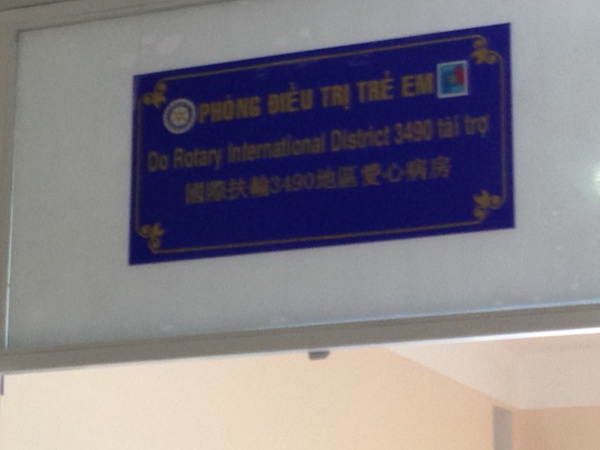 PHÒNG ĐIỀU TRỊ TRẺ EM
Do Rotary International District 3490 tài trợ
國際扶輪3490地區愛心病房